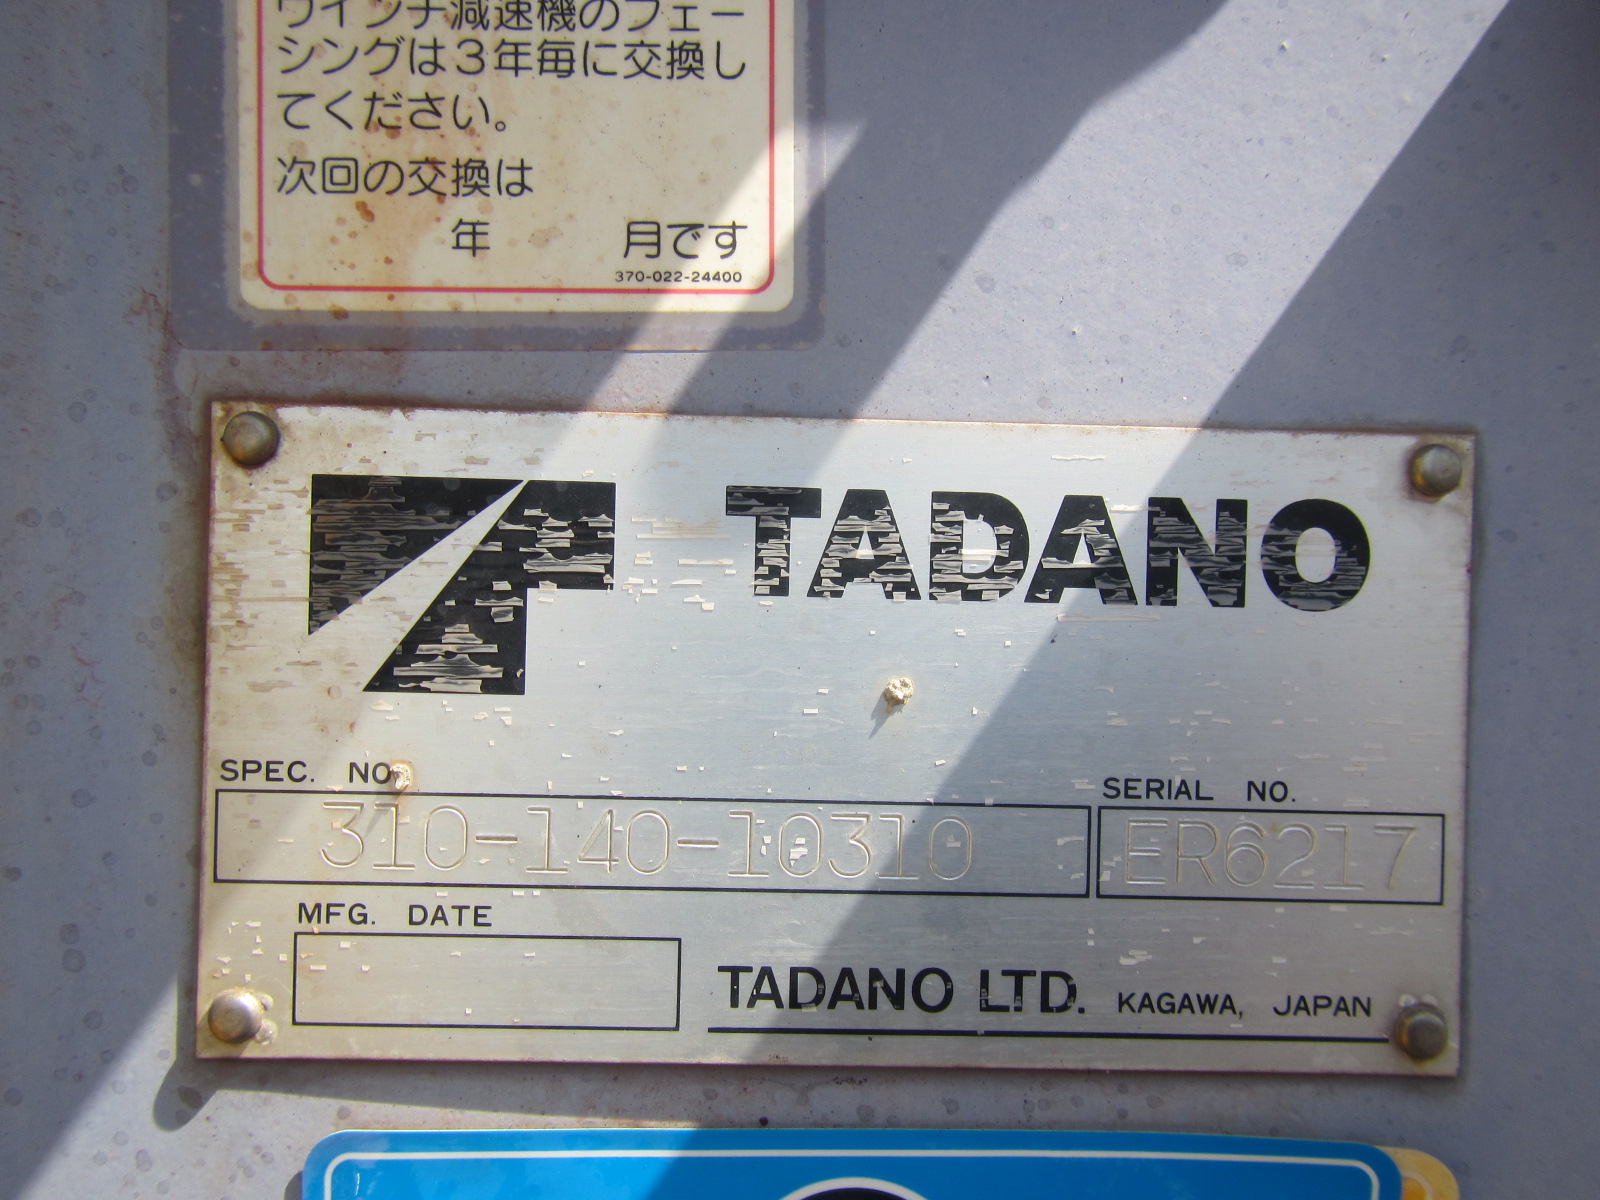 ウインチ減速機のフェー
シングは3年毎に交換し
てください。
次回の交換は
年 月です
370-022-24400
TADANO
SPEC. NO.
SERIAL NO.
310-140-10310
ER6217
MFG. DATE
TADANO LTD. KAGAWA, JAPAN